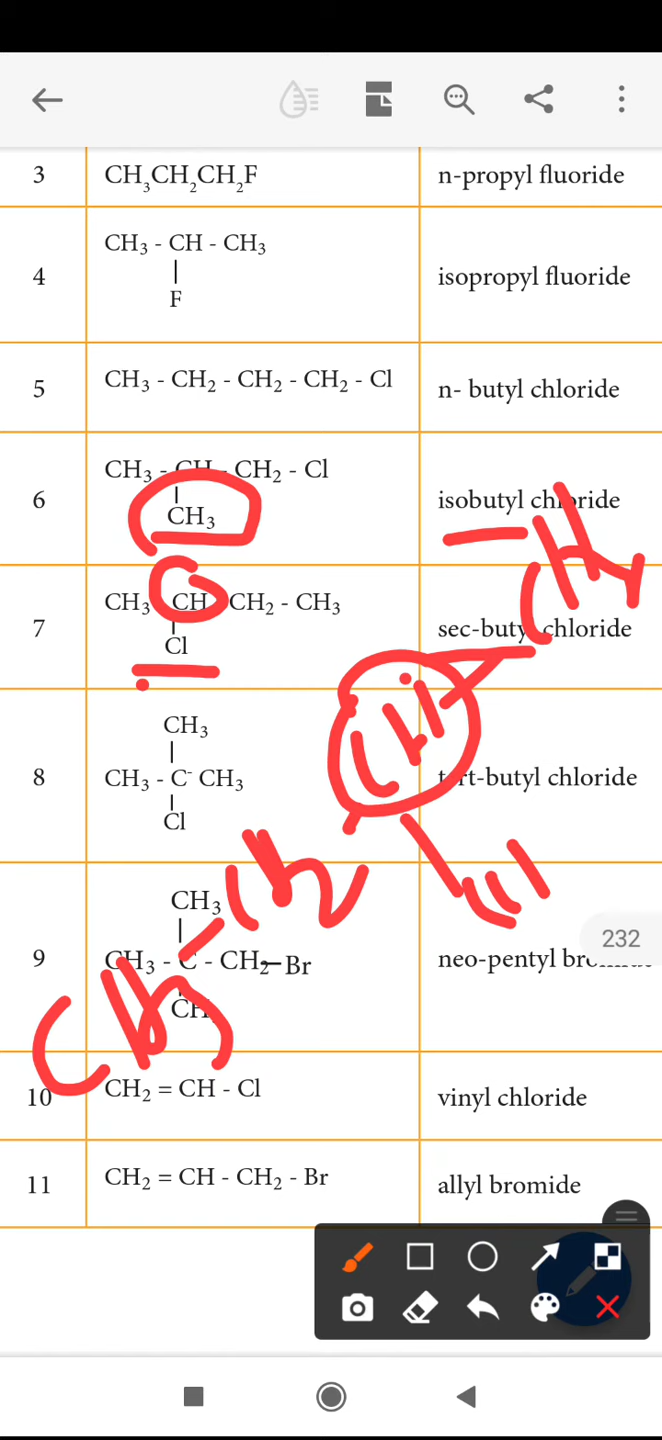 3 CH₃CH₂CH₂F n-propyl fluoride
CH₃ - CH - CH₃
|
4 isopropyl fluoride
F
5 CH₃ - CH₂ - CH₂ - CH₂ - Cl n- butyl chloride
CH₃ - CH - CH₂ - Cl
|
6 isobutyl chloride
CH₃
CH₃ CH CH₂ - CH₃
|
7 sec-butyl chloride
Cl
CH₃
|
8 CH₃ - C⁻ CH₃ tert-butyl chloride
|
Cl
CH₃
|
9 CH₃ - C - CH₂-Br neo-pentyl
CH
232
10 CH₂ = CH - Cl vinyl chloride
11 CH₂ = CH - CH₂ - Br allyl bromide
CH₃ - CH₂